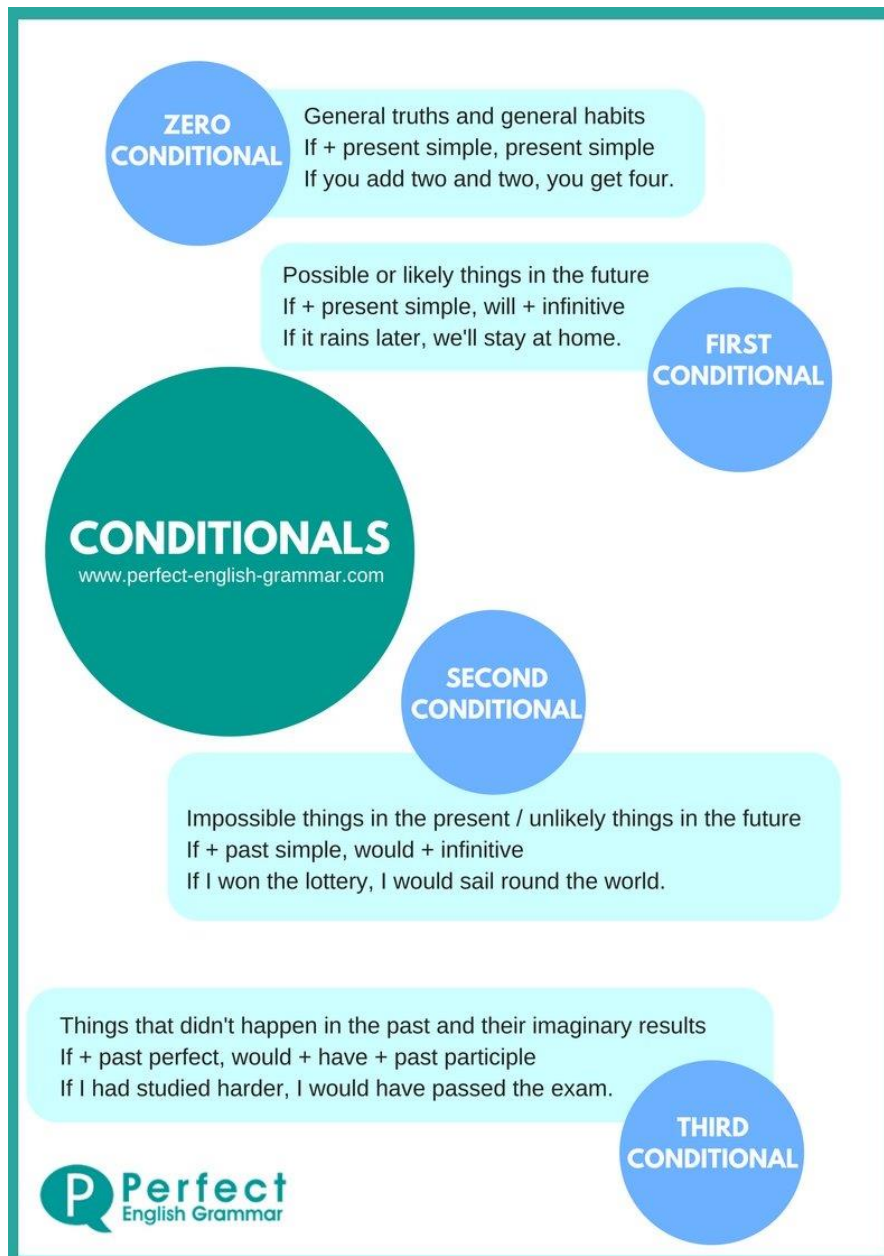 ZERO
CONDITIONAL
General truths and general habits
If + present simple, present simple
If you add two and two, you get four.
Possible or likely things in the future
If + present simple, will + infinitive
If it rains later, we'll stay at home.
FIRST
CONDITIONAL
CONDITIONALS
www.perfect-english-grammar.com
SECOND
CONDITIONAL
Impossible things in the present / unlikely things in the future
If + past simple, would + infinitive
If I won the lottery, I would sail round the world.
Things that didn't happen in the past and their imaginary results
If + past perfect, would + have + past participle
If I had studied harder, I would have passed the exam.
THIRD
CONDITIONAL
P
Perfect
English Grammar